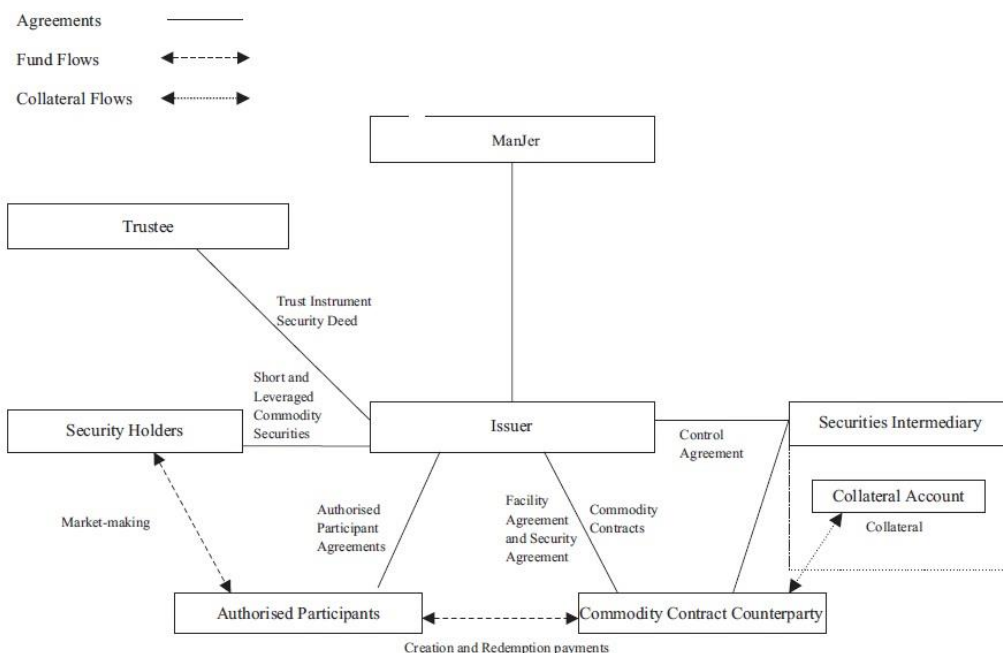 Agreements
Fund Flows
Collateral Flows
ManJer
Trustee
Trust Instrument
Security Deed
Short and
Leveraged
Commodity
Securities
Security Holders
Issuer
Securities Intermediary
Control
Agreement
Collateral Account
Collateral
Market-making
Authorised
Participant
Agreements
Facility
Agreement
and Security
Agreement
Commodity
Contracts
Authorised Participants
Commodity Contract Counterparty
Creation and Redemption payments